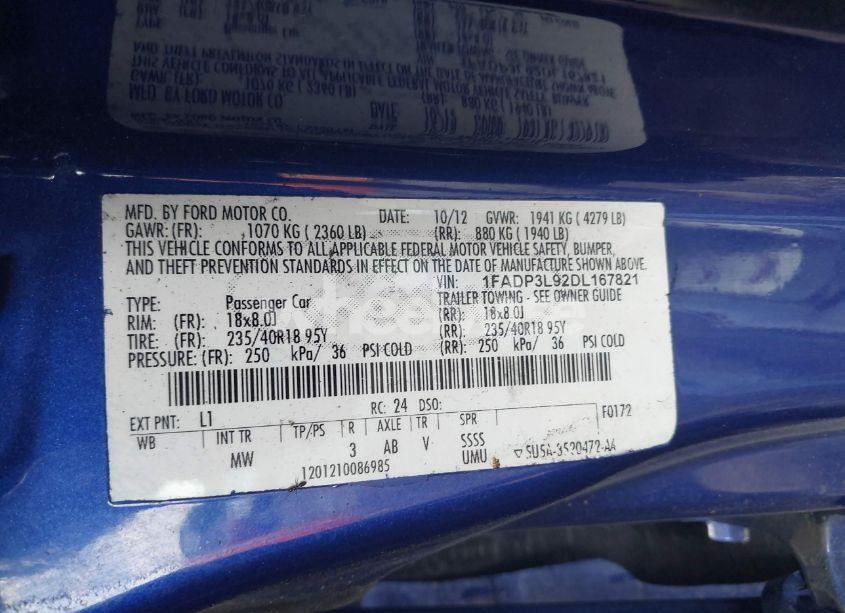 MFD. BY FORD MOTOR CO. DATE: 10/12 GVWR: 1941 KG ( 4279 LB)
GAWR: (FR): 1070 KG ( 2360 LB) (RR): 880 KG ( 1940 LB)
THIS VEHICLE CONFORMS TO ALL APPLICABLE FEDERAL MOTOR VEHICLE SAFETY, BUMPER,
AND THEFT PREVENTION STANDARDS IN EFFECT ON THE DATE OF MANUFACTURE SHOWN ABOVE.
VIN: 1FADP3L92DL167821
TYPE: Passenger Car TRAILER TOWING - SEE OWNER GUIDE
RIM: (FR): 18x8.0J (RR): 18x8.0J
TIRE: (FR): 235/40R18 95Y (RR): 235/40R18 95Y
PRESSURE: (FR): 250 kPa/ 36 PSI COLD (RR): 250 kPa/ 36 PSI COLD
EXT PNT: L1 RC: 24 DSO: F0172
WB INT TR TP/PS R AXLE TR SPR
MW 3 AB V SSSS
UMU
1201210086985